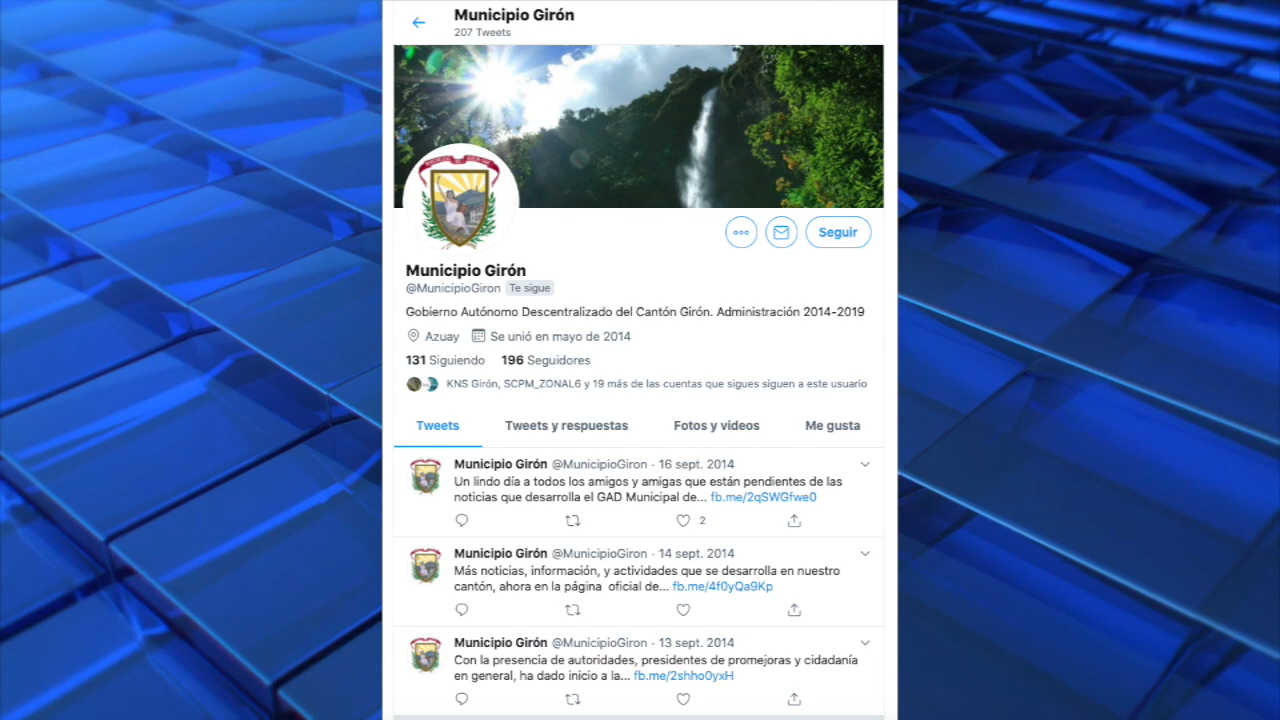 Municipio Girón
207 Tweets
Seguir
Municipio Girón
@MunicipioGiron Te sigue
Gobierno Autónomo Descentralizado del Cantón Girón. Administración 2014-2019
Azuay Se unió en mayo de 2014
131 Siguiendo 196 Seguidores
KNS Girón, SCPM_ZONAL6 y 19 más de las cuentas que sigues siguen a este usuario
Tweets Tweets y respuestas Fotos y videos Me gusta
Municipio Girón @MunicipioGiron · 16 sept. 2014
Un lindo día a todos los amigos y amigas que están pendientes de las
noticias que desarrolla el GAD Municipal de... fb.me/2qSWGfwe0
2
Municipio Girón @MunicipioGiron · 14 sept. 2014
Más noticias, información, y actividades que se desarrolla en nuestro
cantón, ahora en la página oficial de... fb.me/4f0yQa9Kp
Municipio Girón @MunicipioGiron · 13 sept. 2014
Con la presencia de autoridades, presidentes de promejoras y cidadanía
en general, ha dado inicio a la... fb.me/2shho0yxH